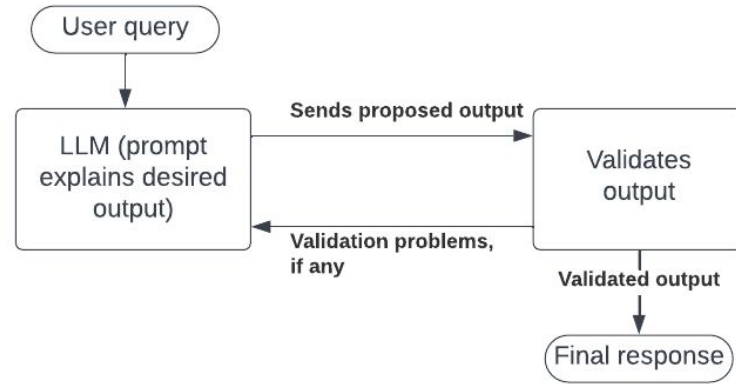 User query
LLM (prompt
explains desired
output)
Sends proposed output
Validates
output
Validation problems,
if any
Validated output
Final response